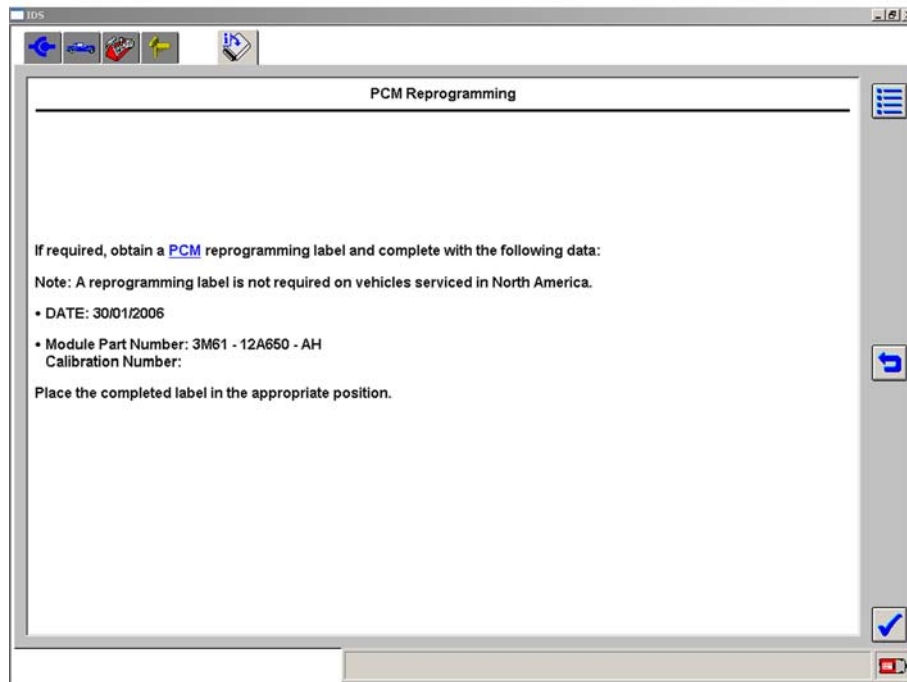 IDS
PCM Reprogramming
If required, obtain a PCM reprogramming label and complete with the following data:
Note: A reprogramming label is not required on vehicles serviced in North America.
• DATE: 30/01/2006
• Module Part Number: 3M61 - 12A650 - AH
Calibration Number:
Place the completed label in the appropriate position.